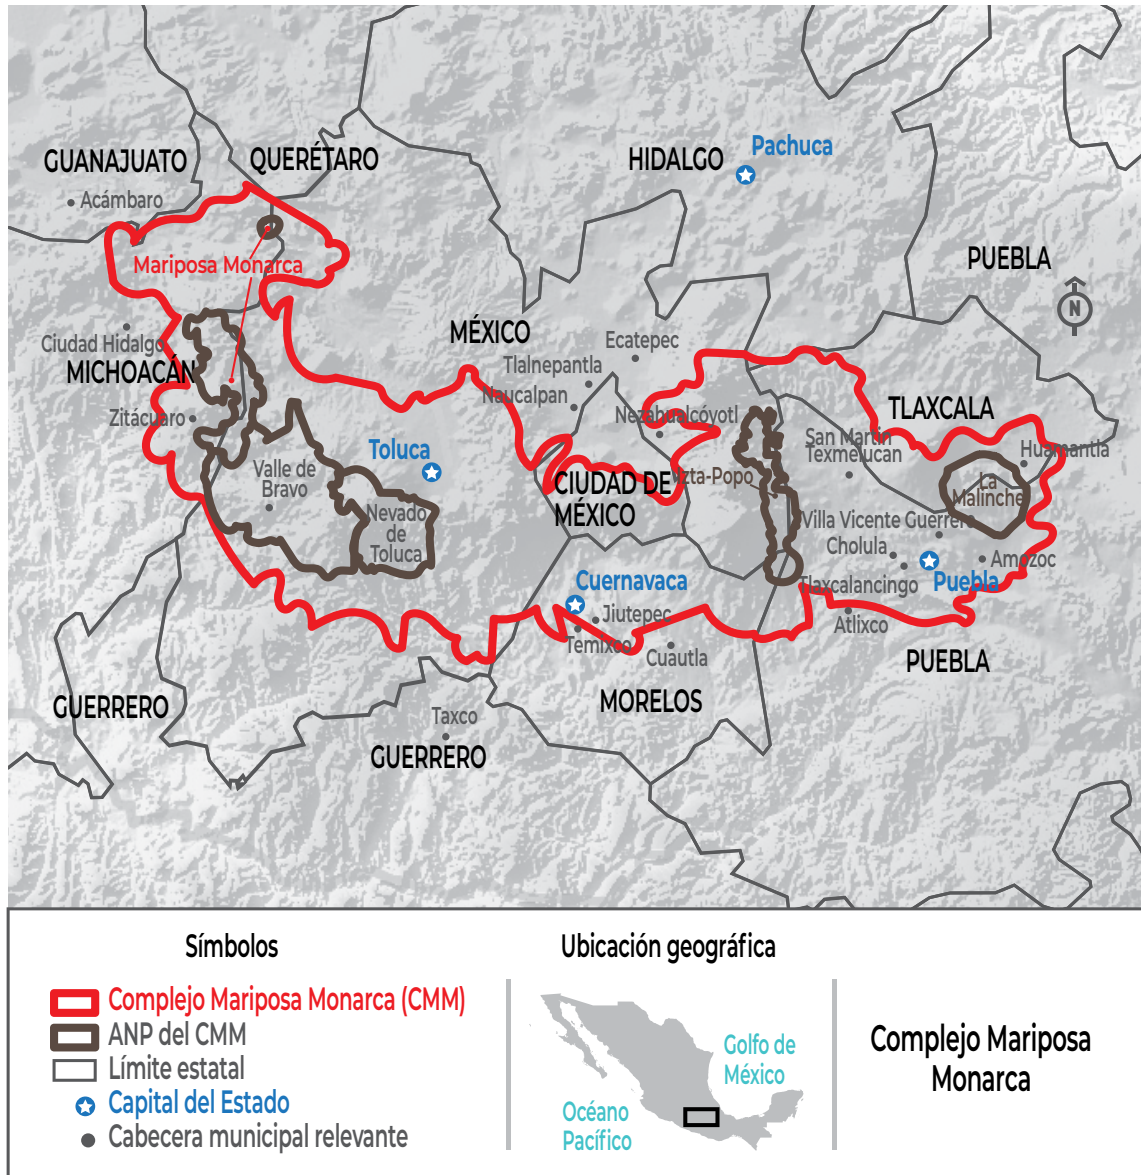 Pachuca
GUANAJUATO
QUERÉTARO
HIDALGO
Acámbaro
Mariposa Monarca
PUEBLA
N
MÉXICO
Ecatepec
Ciudad Hidalgo
MICHOACÁN
Tlalnepantla
Naucalpan
Zitácuaro
Nezahualcóyotl
TLAXCALA
San Martín
Texmelucan
Huamantla
Toluca
Valle de
Bravo
CIUDAD DE
MÉXICO
Izta-Popo
La
Malinche
Nevado
de
Toluca
Villa Vicente Guerrero
Cholula
Amozoc
Puebla
Tlaxcalancingo
Cuernavaca
Jiutepec
Temixco
Atlixco
Cuautla
PUEBLA
MORELOS
GUERRERO
Taxco
GUERRERO
Símbolos
Complejo Mariposa Monarca (CMM)
ANP del CMM
Límite estatal
Capital del Estado
Cabecera municipal relevante
Ubicación geográfica
Golfo de
México
Océano
Pacífico
Complejo Mariposa
Monarca